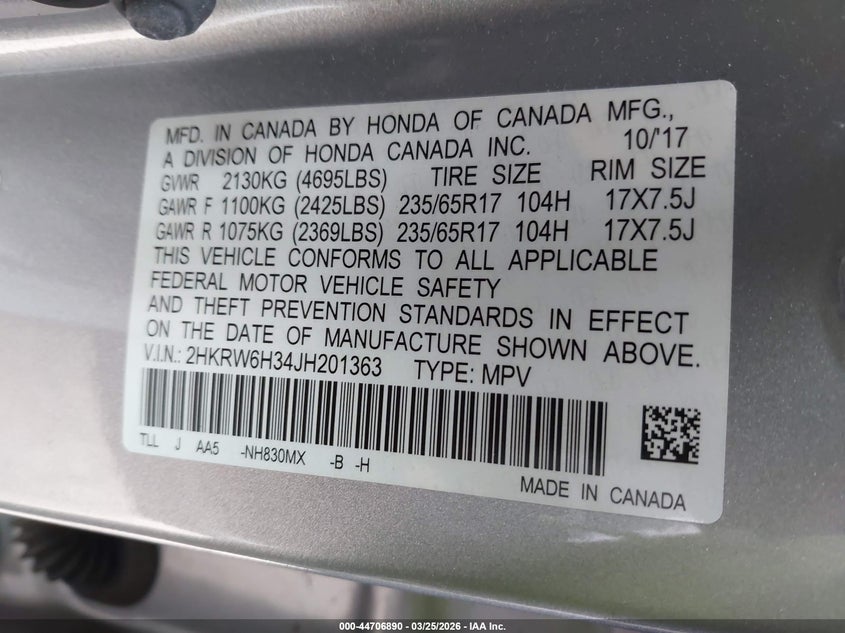 MFD. IN CANADA BY HONDA OF CANADA MFG.,
A DIVISION OF HONDA CANADA INC. 10/'17
GVWR 2130KG (4695LBS) TIRE SIZE RIM SIZE
GAWR F 1100KG (2425LBS) 235/65R17 104H 17X7.5J
GAWR R 1075KG (2369LBS) 235/65R17 104H 17X7.5J
THIS VEHICLE CONFORMS TO ALL APPLICABLE
FEDERAL MOTOR VEHICLE SAFETY
AND THEFT PREVENTION STANDARDS IN EFFECT
ON THE DATE OF MANUFACTURE SHOWN ABOVE.
V.I.N.: 2HKRW6H34JH201363 TYPE: MPV
TLL J AA5 -NH830MX -B -H
MADE IN CANADA
000-44706890 - 03/25/2026 - IAA Inc.